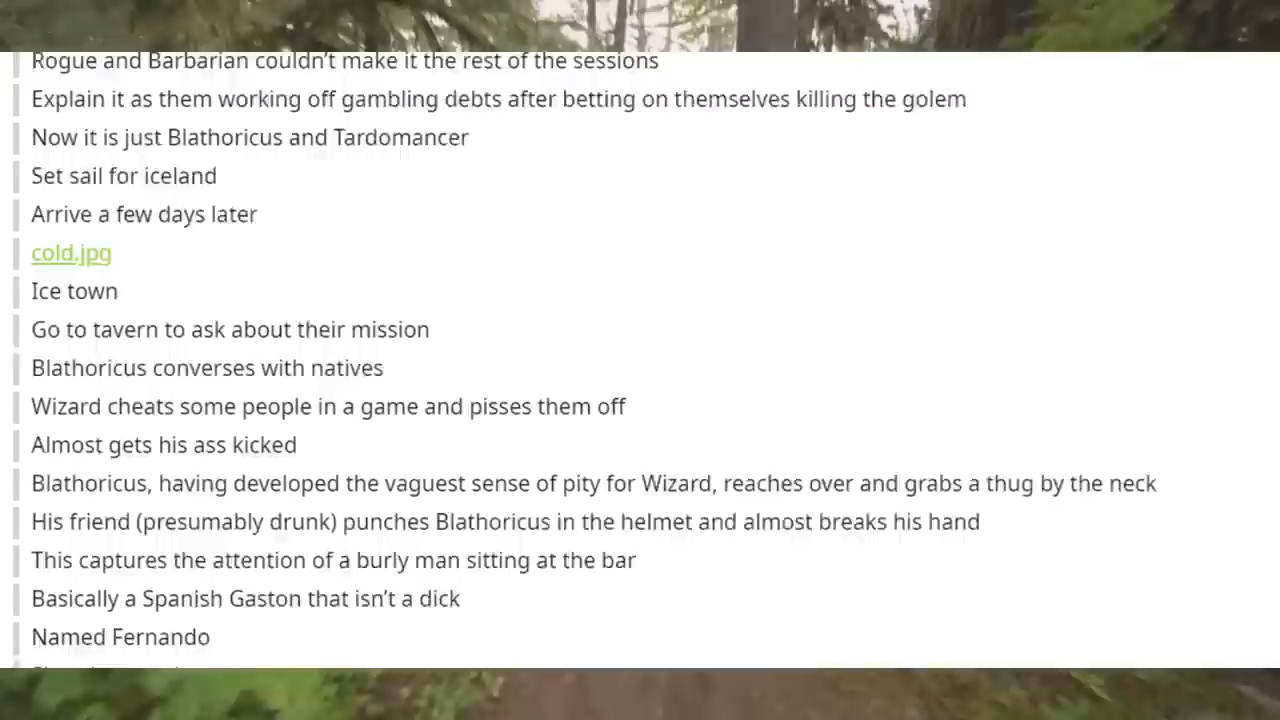 Rogue and Barbarian couldn’t make it the rest of the sessions
Explain it as them working off gambling debts after betting on themselves killing the golem
Now it is just Blathoricus and Tardomancer
Set sail for iceland
Arrive a few days later
cold.jpg
Ice town
Go to tavern to ask about their mission
Blathoricus converses with natives
Wizard cheats some people in a game and pisses them off
Almost gets his ass kicked
Blathoricus, having developed the vaguest sense of pity for Wizard, reaches over and grabs a thug by the neck
His friend (presumably drunk) punches Blathoricus in the helmet and almost breaks his hand
This captures the attention of a burly man sitting at the bar
Basically a Spanish Gaston that isn’t a dick
Named Fernando